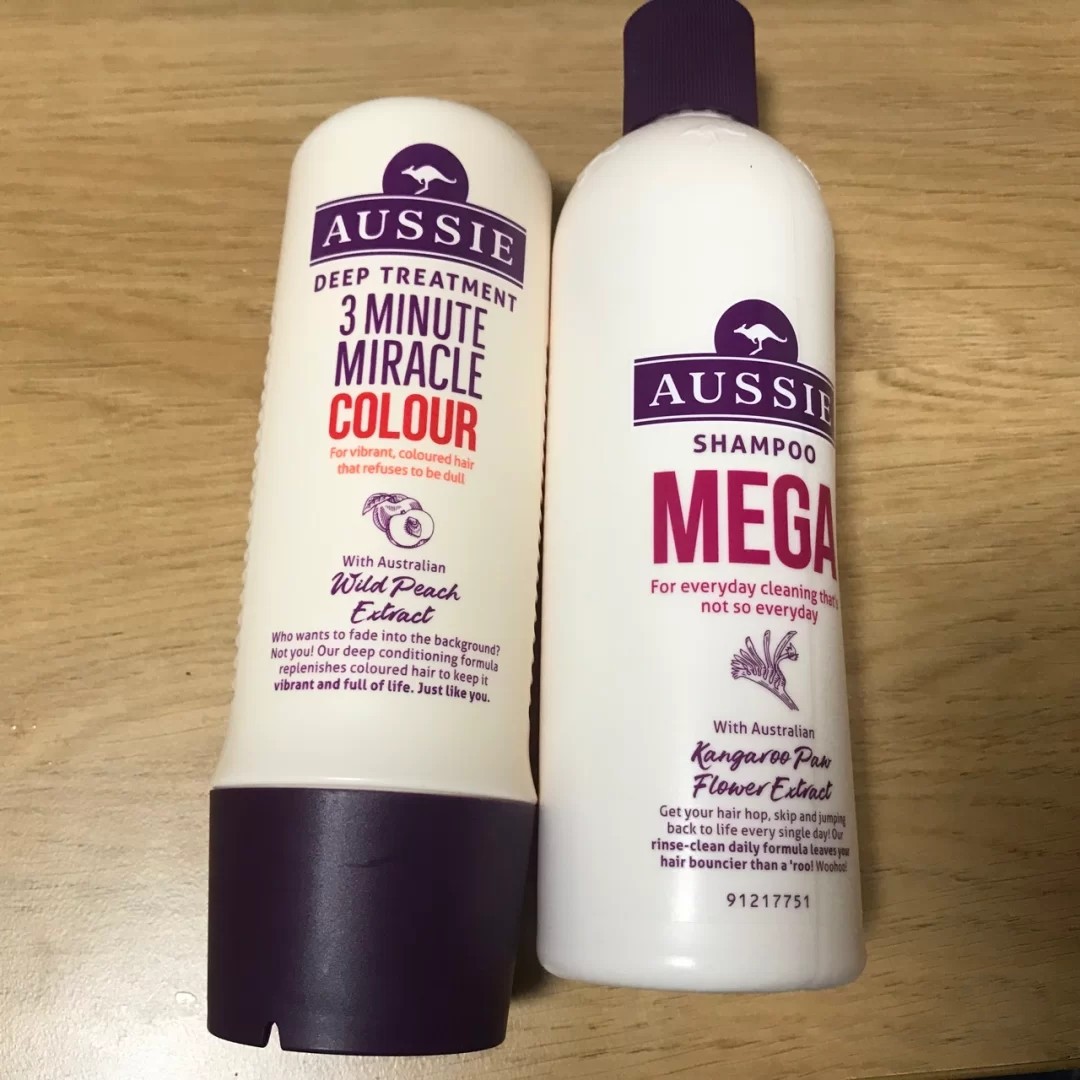 AUSSIE
DEEP TREATMENT
3 MINUTE
MIRACLE
COLOUR
For vibrant, coloured hair
that refuses to be dull
With Australian
Wild Peach
Extract
Who wants to fade into the background?
Not you! Our deep conditioning formula
replenishes coloured hair to keep it
vibrant and full of life. Just like you.
AUSSIE
SHAMPOO
MEGA
For everyday cleaning that's
not so everyday
With Australian
Kangaroo Paw
Flower Extract
Get your hair hop, skip and jumping
back to life every single day! Our
rinse-clean daily formula leaves your
hair bouncier than a 'roo! Woohoo!
91217751